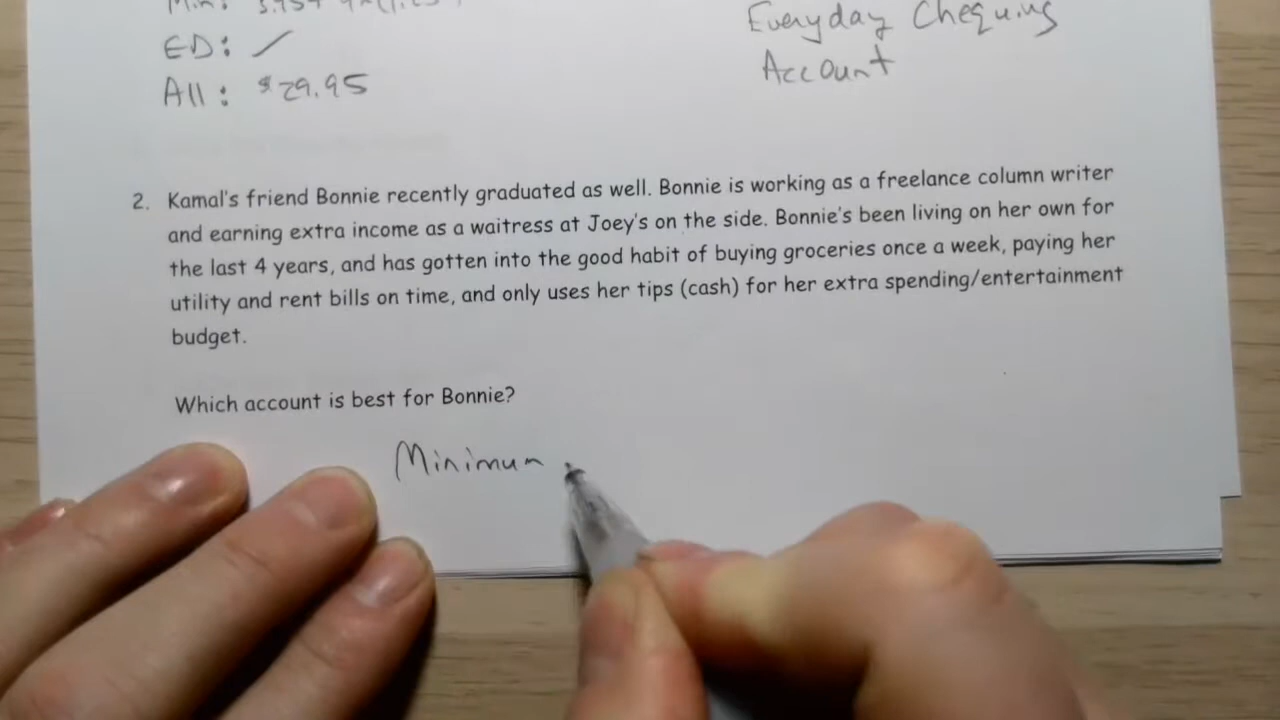 Min: 3.95+
Everyday Chequing
ED: /
Account
All: $29.95
2. Kamal's friend Bonnie recently graduated as well. Bonnie is working as a freelance column writer
and earning extra income as a waitress at Joey's on the side. Bonnie's been living on her own for
the last 4 years, and has gotten into the good habit of buying groceries once a week, paying her
utility and rent bills on time, and only uses her tips (cash) for her extra spending/entertainment
budget.
Which account is best for Bonnie?
Minimum